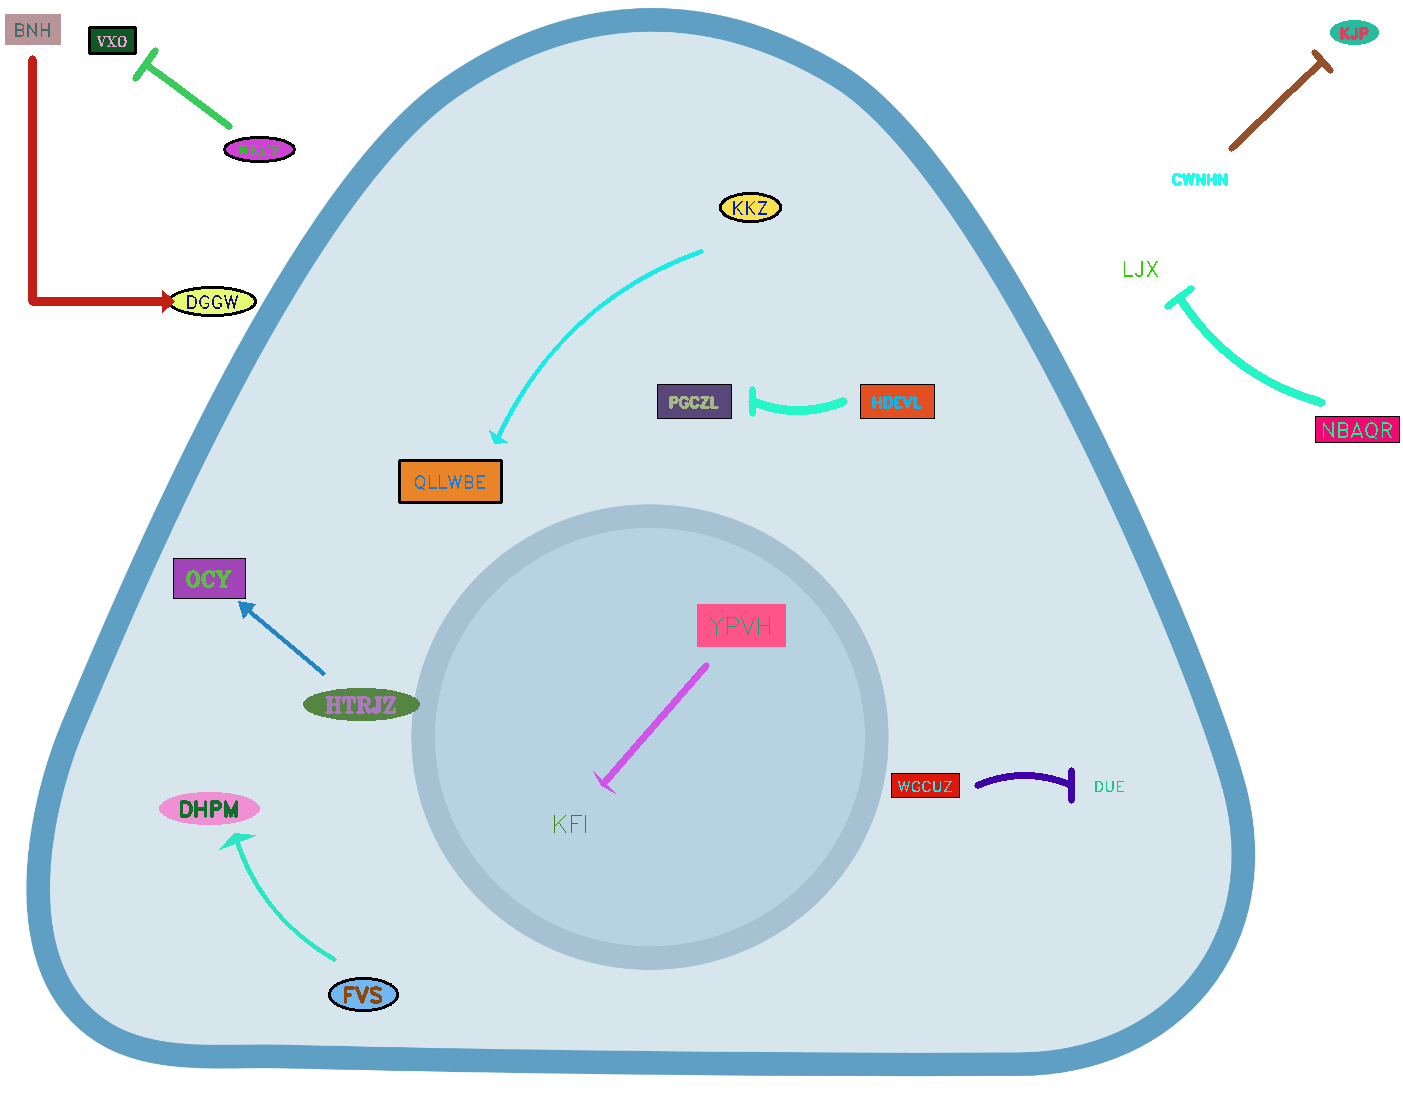 BNH
VXO
KJP
CWNHN
KKZ
LJX
DGGW
PGCZL
HDEVL
NBAQR
QLLWBE
OCY
YPVH
HTRJZ
WGCUZ
DUE
DHPM
KFI
FVS